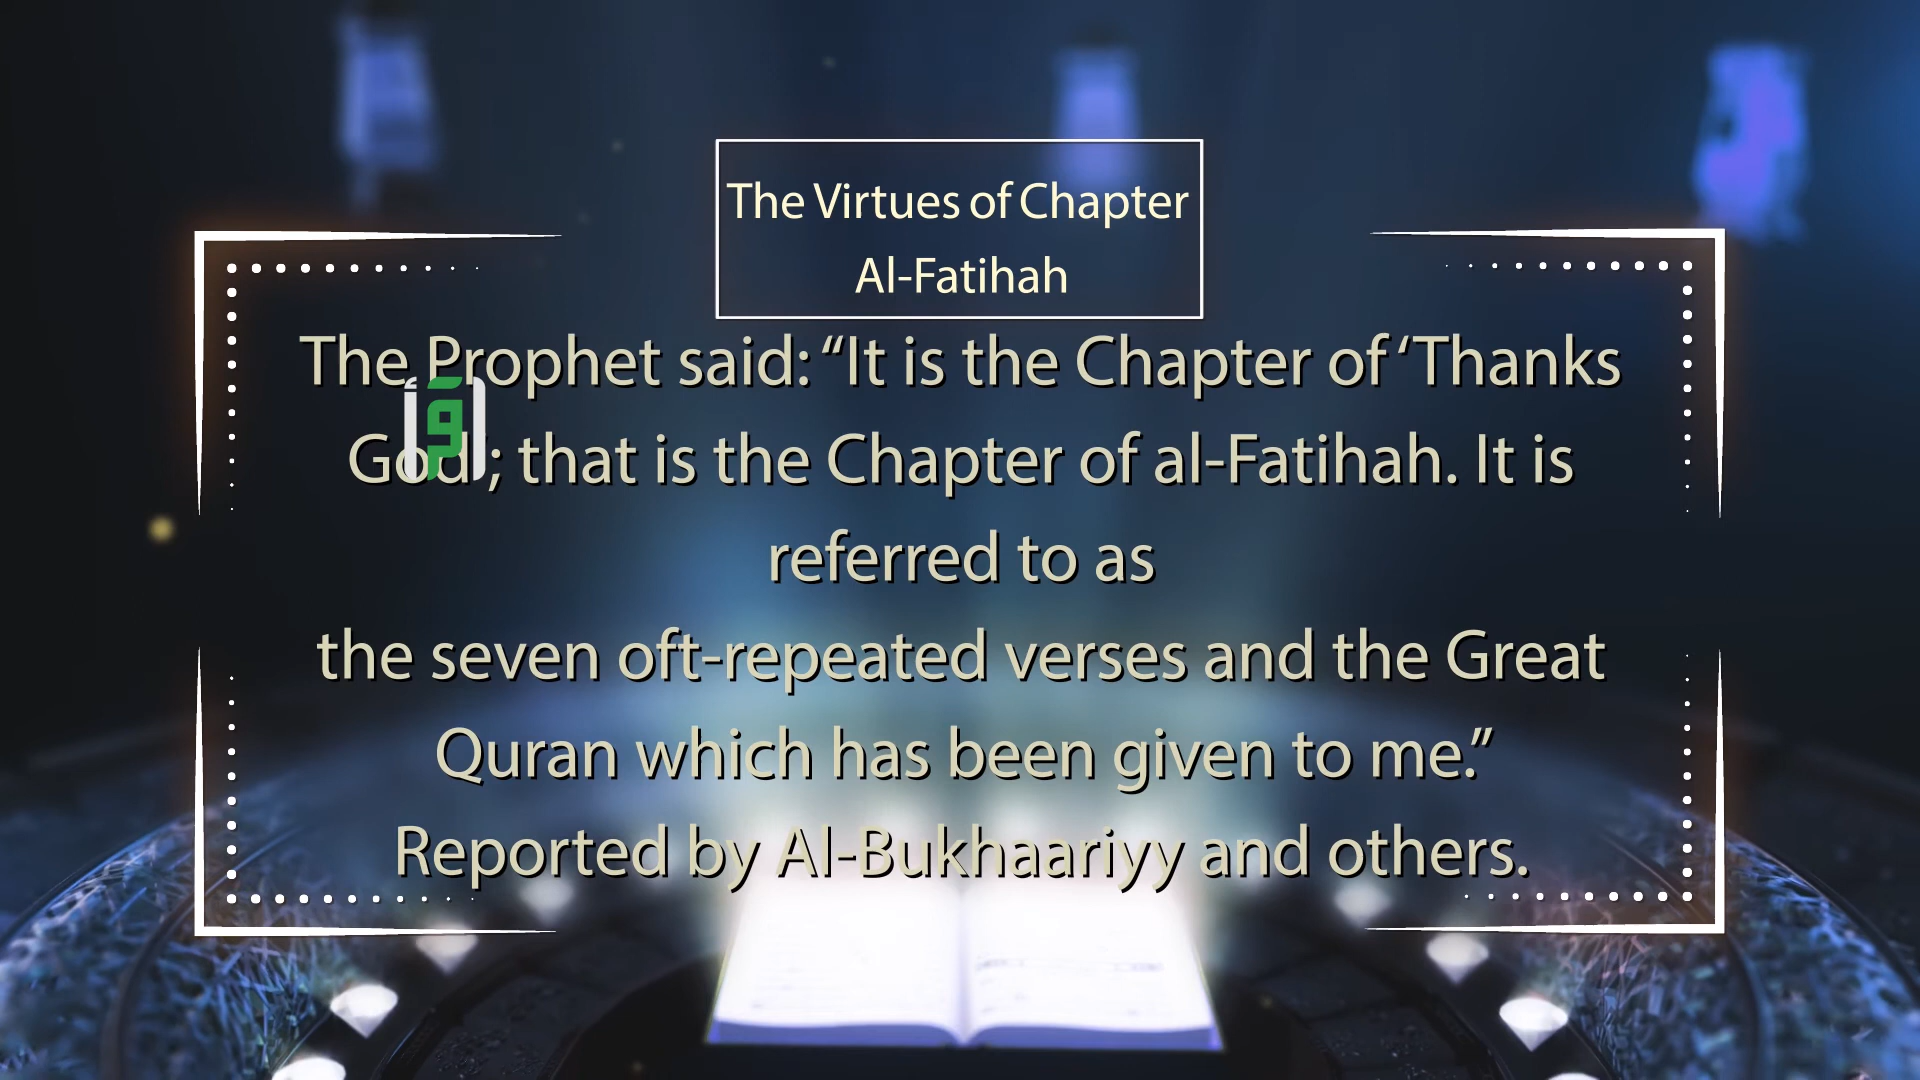 The Virtues of Chapter
Al-Fatihah
The Prophet said: “It is the Chapter of ‘Thanks
God’; that is the Chapter of al-Fatihah. It is
referred to as
the seven oft-repeated verses and the Great
Quran which has been given to me.”
Reported by Al-Bukhaariyy and others.